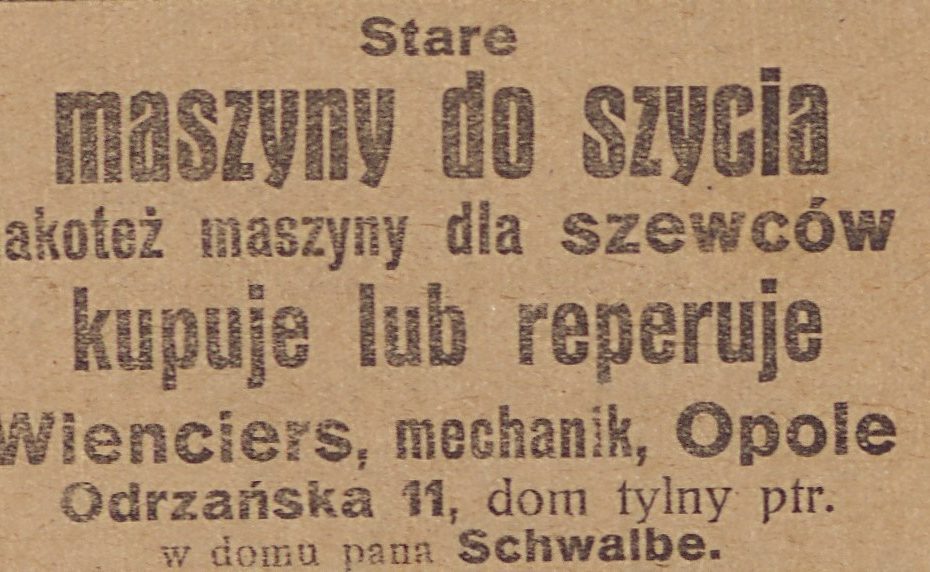 Stare
maszyny do szycia
jakoteż maszyny dla szewców
kupuje lub reperuje
Wienciers, mechanik, Opole
Odrzańska 11, dom tylny ptr.
w domu pana Schwalbe.